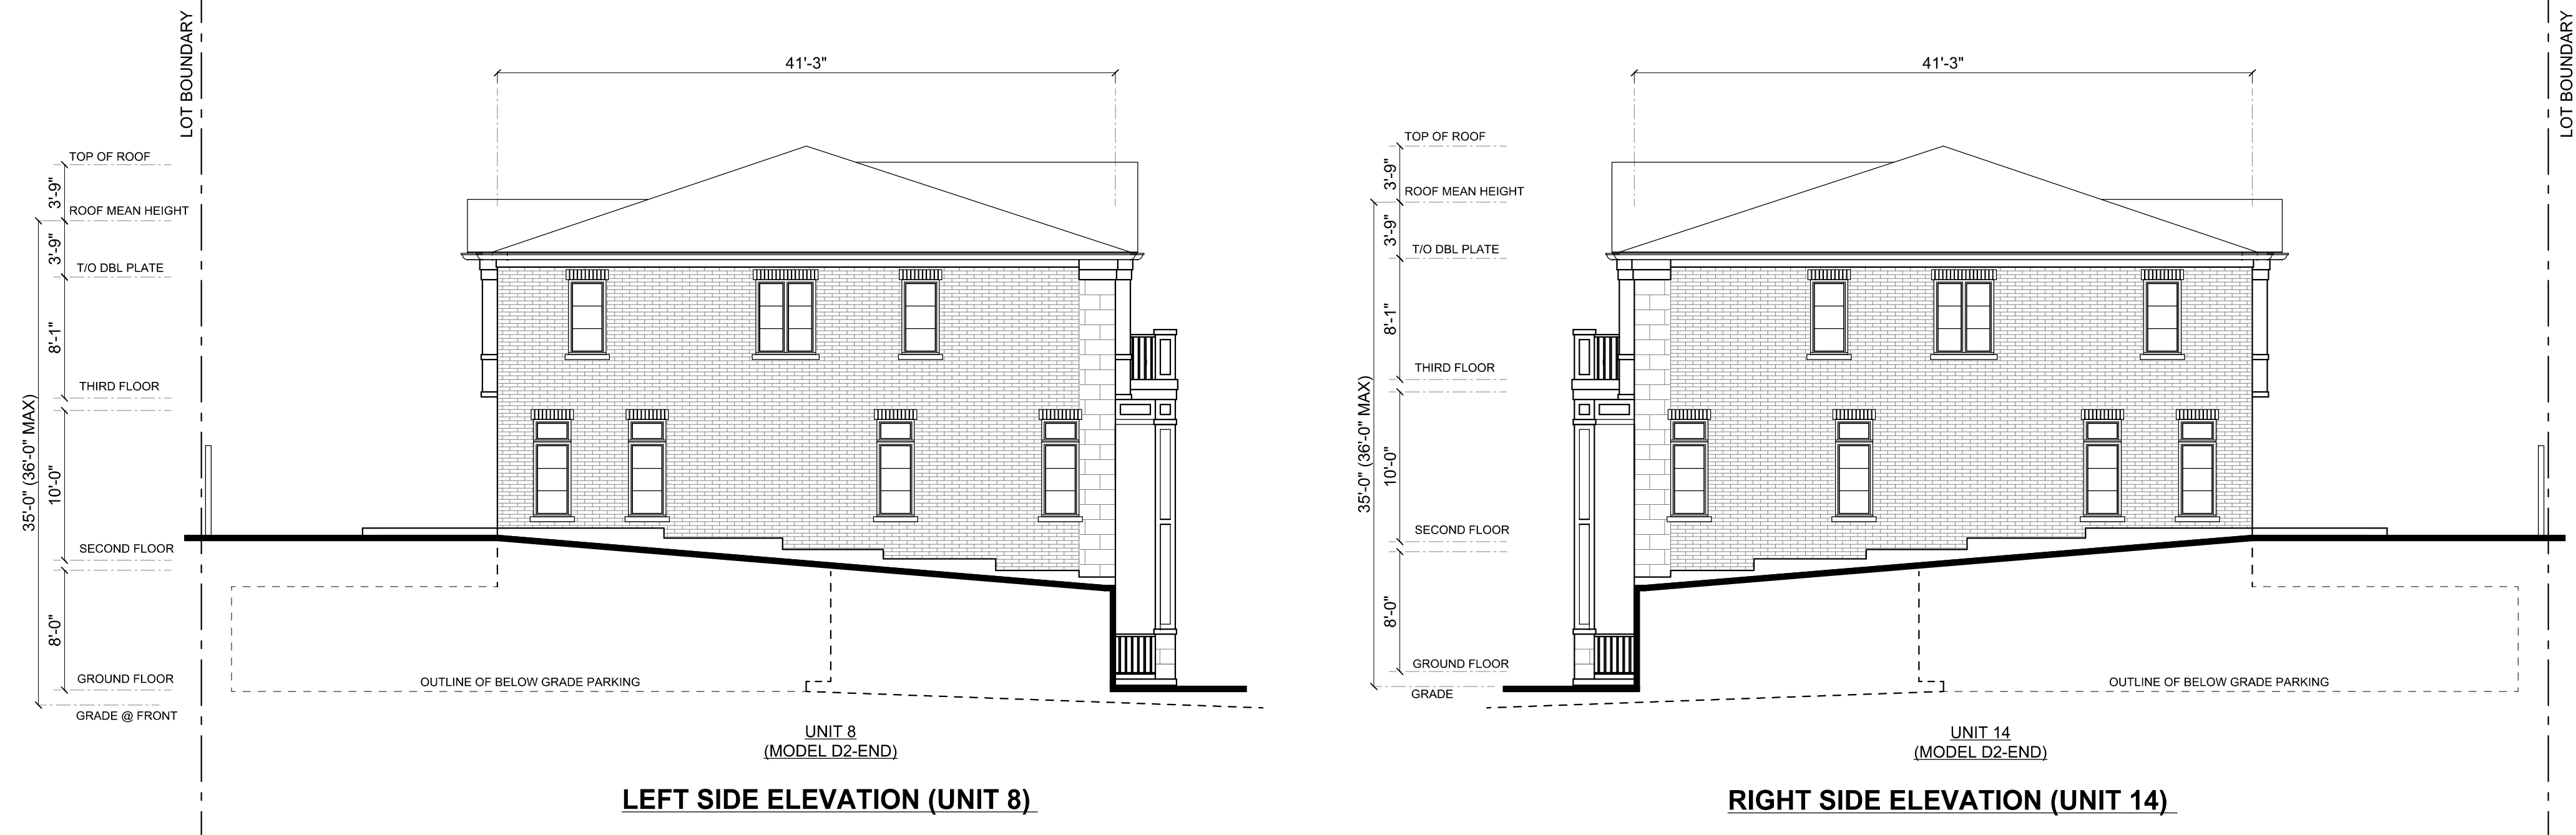 LOT BOUNDARY
41'-3"
TOP OF ROOF
3'-9"
ROOF MEAN HEIGHT
3'-9"
T/O DBL PLATE
8'-1"
THIRD FLOOR
35'-0" (36'-0" MAX)
10'-0"
SECOND FLOOR
8'-0"
GROUND FLOOR
GRADE @ FRONT
OUTLINE OF BELOW GRADE PARKING
UNIT 8
(MODEL D2-END)
LEFT SIDE ELEVATION (UNIT 8)
41'-3"
LOT BOUNDARY
TOP OF ROOF
3'-9"
ROOF MEAN HEIGHT
3'-9"
T/O DBL PLATE
8'-1"
THIRD FLOOR
35'-0" (36'-0" MAX)
10'-0"
SECOND FLOOR
8'-0"
GROUND FLOOR
GRADE
OUTLINE OF BELOW GRADE PARKING
UNIT 14
(MODEL D2-END)
RIGHT SIDE ELEVATION (UNIT 14)